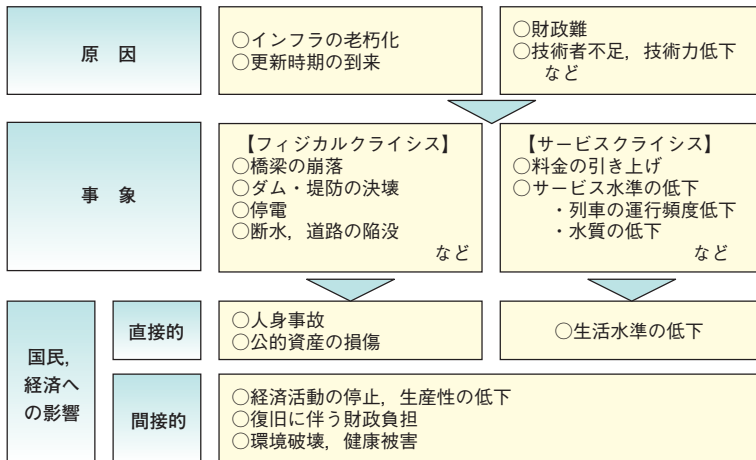 原　因
○インフラの老朽化
○更新時期の到来
○財政難
○技術者不足，技術力低下
など
事　象
【フィジカルクライシス】
○橋梁の崩落
○ダム・堤防の決壊
○停電
○断水，道路の陥没
など
【サービスクライシス】
○料金の引き上げ
○サービス水準の低下
・列車の運行頻度低下
・水質の低下
など
国民，
経済へ
の影響
直接的
○人身事故
○公的資産の損傷
○生活水準の低下
間接的
○経済活動の停止，生産性の低下
○復旧に伴う財政負担
○環境破壊，健康被害